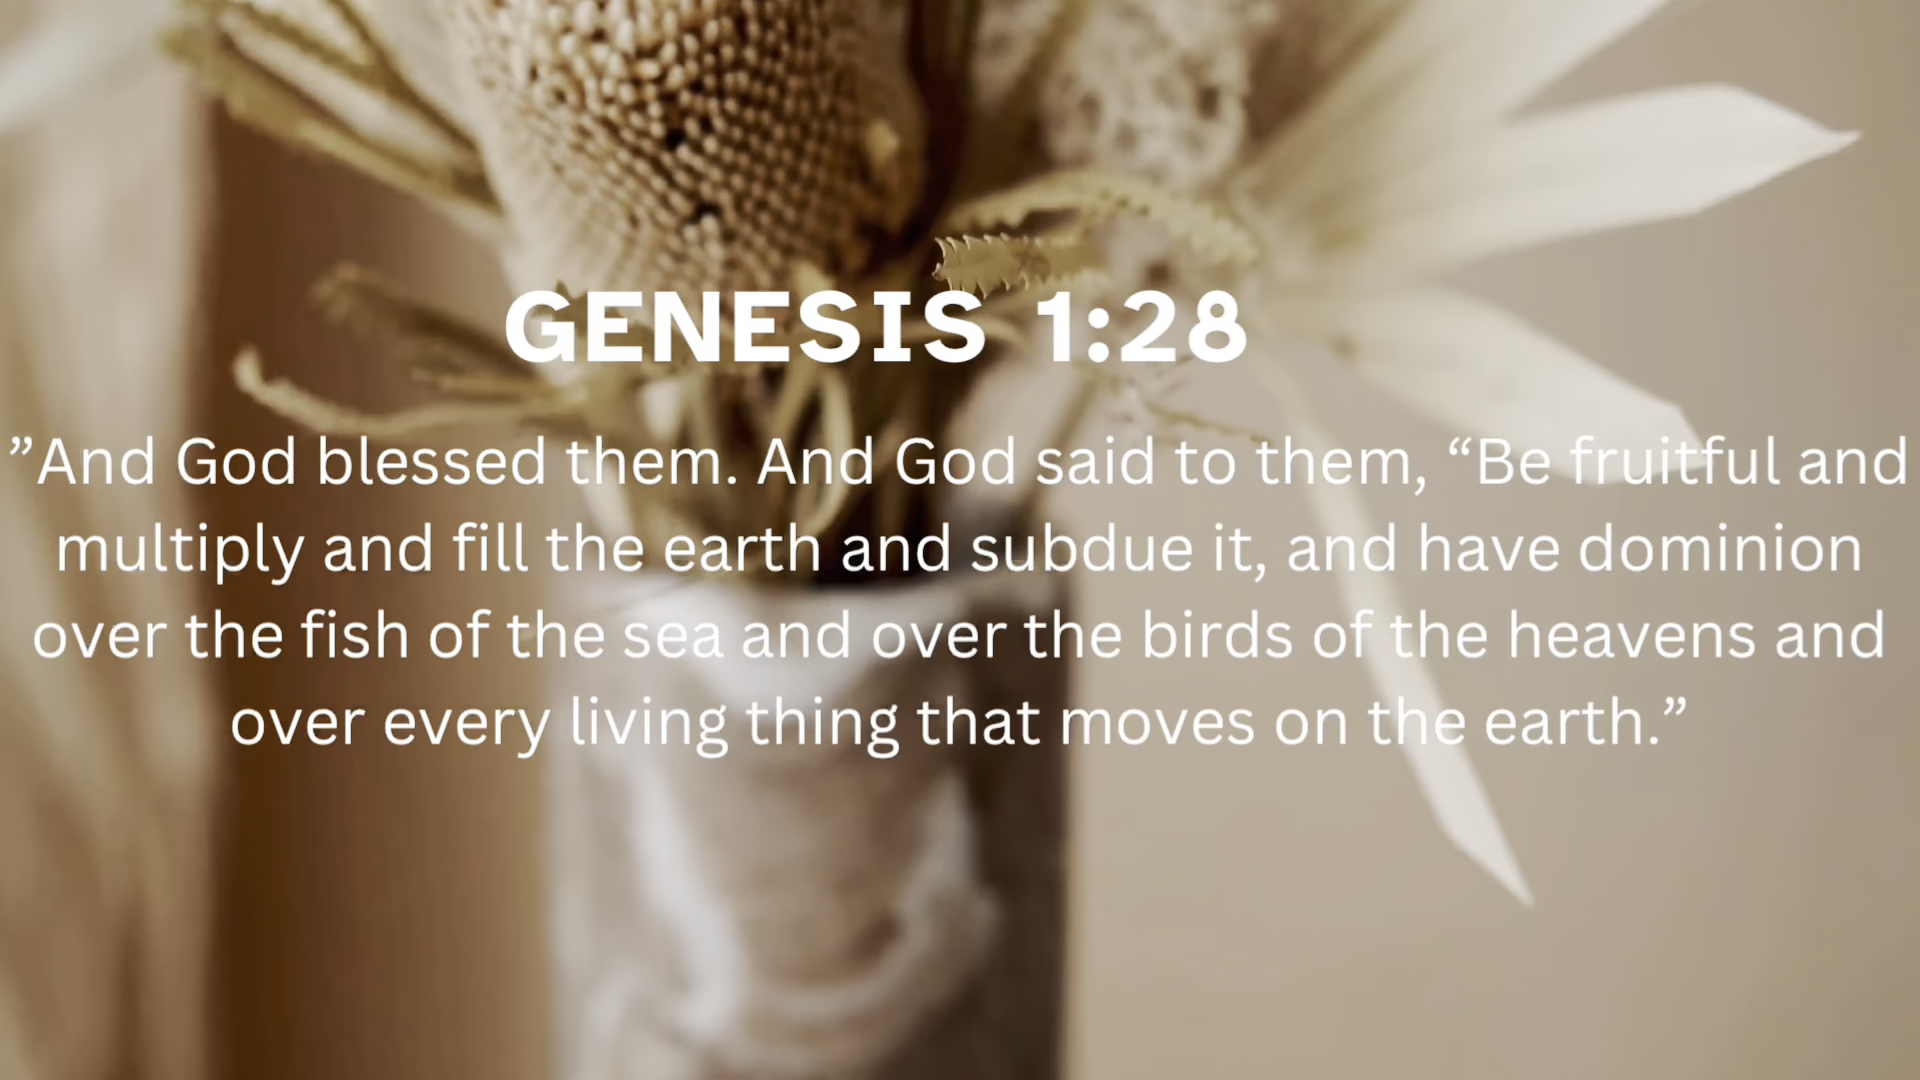 GENESIS 1:28
”And God blessed them. And God said to them, “Be fruitful and
multiply and fill the earth and subdue it, and have dominion
over the fish of the sea and over the birds of the heavens and
over every living thing that moves on the earth.”